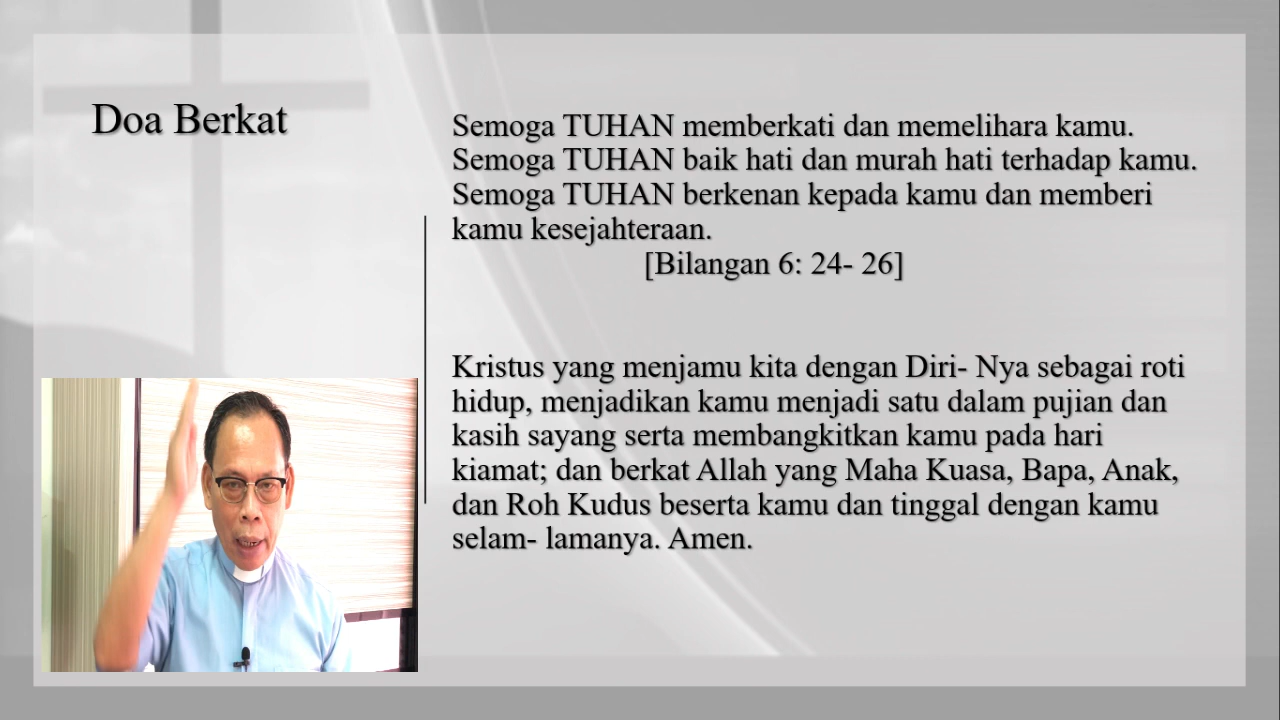 Doa Berkat
Semoga TUHAN memberkati dan memelihara kamu.
Semoga TUHAN baik hati dan murah hati terhadap kamu.
Semoga TUHAN berkenan kepada kamu dan memberi
kamu kesejahteraan.
[Bilangan 6: 24- 26]
Kristus yang menjamu kita dengan Diri- Nya sebagai roti
hidup, menjadikan kamu menjadi satu dalam pujian dan
kasih sayang serta membangkitkan kamu pada hari
kiamat; dan berkat Allah yang Maha Kuasa, Bapa, Anak,
dan Roh Kudus beserta kamu dan tinggal dengan kamu
selam- lamanya. Amen.